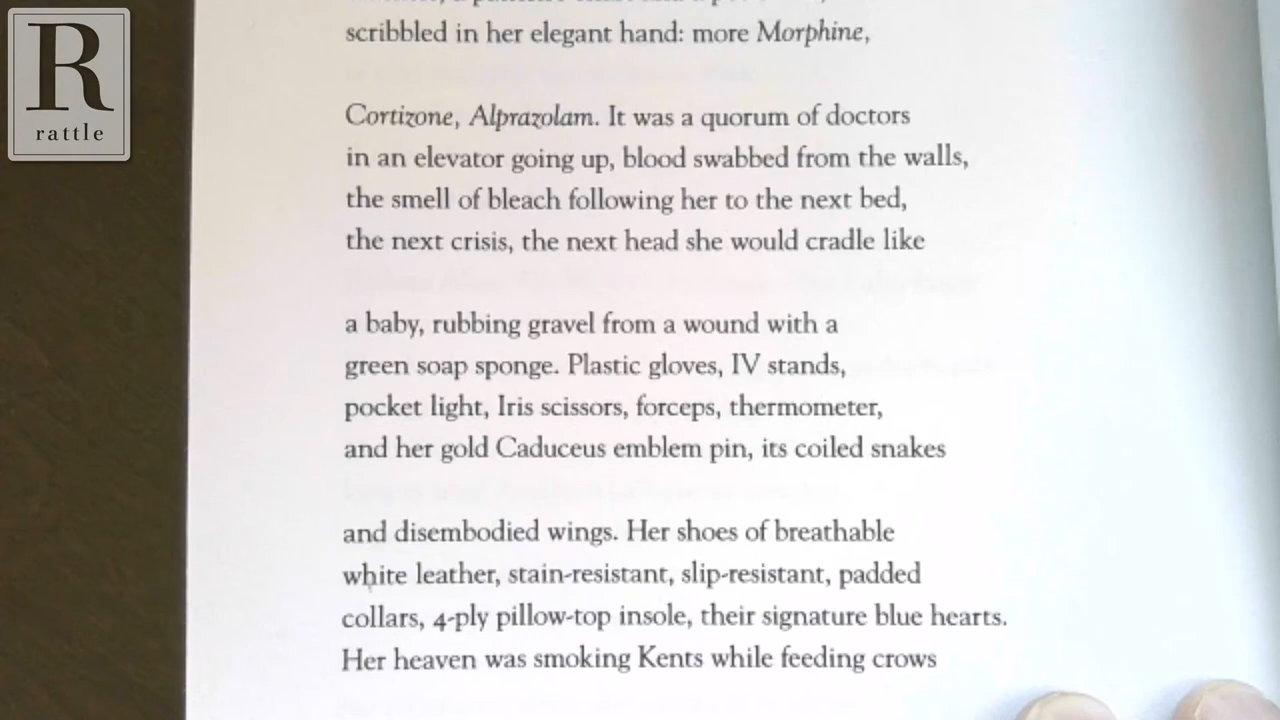 R
rattle
scribbled in her elegant hand: more Morphine,
Cortizone, Alprazolam. It was a quorum of doctors
in an elevator going up, blood swabbed from the walls,
the smell of bleach following her to the next bed,
the next crisis, the next head she would cradle like
a baby, rubbing gravel from a wound with a
green soap sponge. Plastic gloves, IV stands,
pocket light, Iris scissors, forceps, thermometer,
and her gold Caduceus emblem pin, its coiled snakes
and disembodied wings. Her shoes of breathable
white leather, stain-resistant, slip-resistant, padded
collars, 4-ply pillow-top insole, their signature blue hearts.
Her heaven was smoking Kents while feeding crows